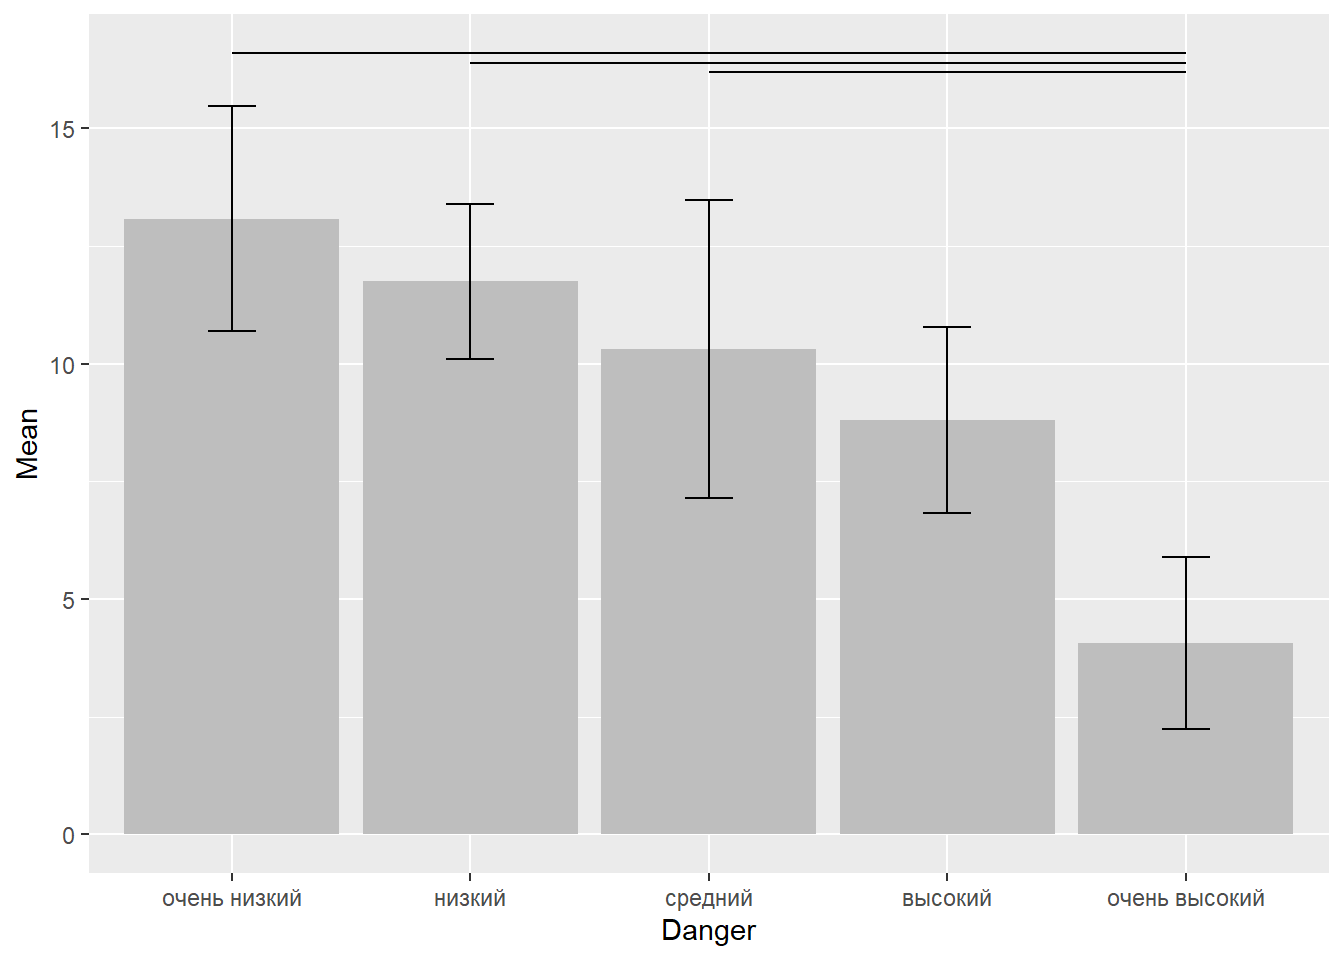 Mean
15
10
5
0
очень низкий
низкий
средний
высокий
очень высокий
Danger